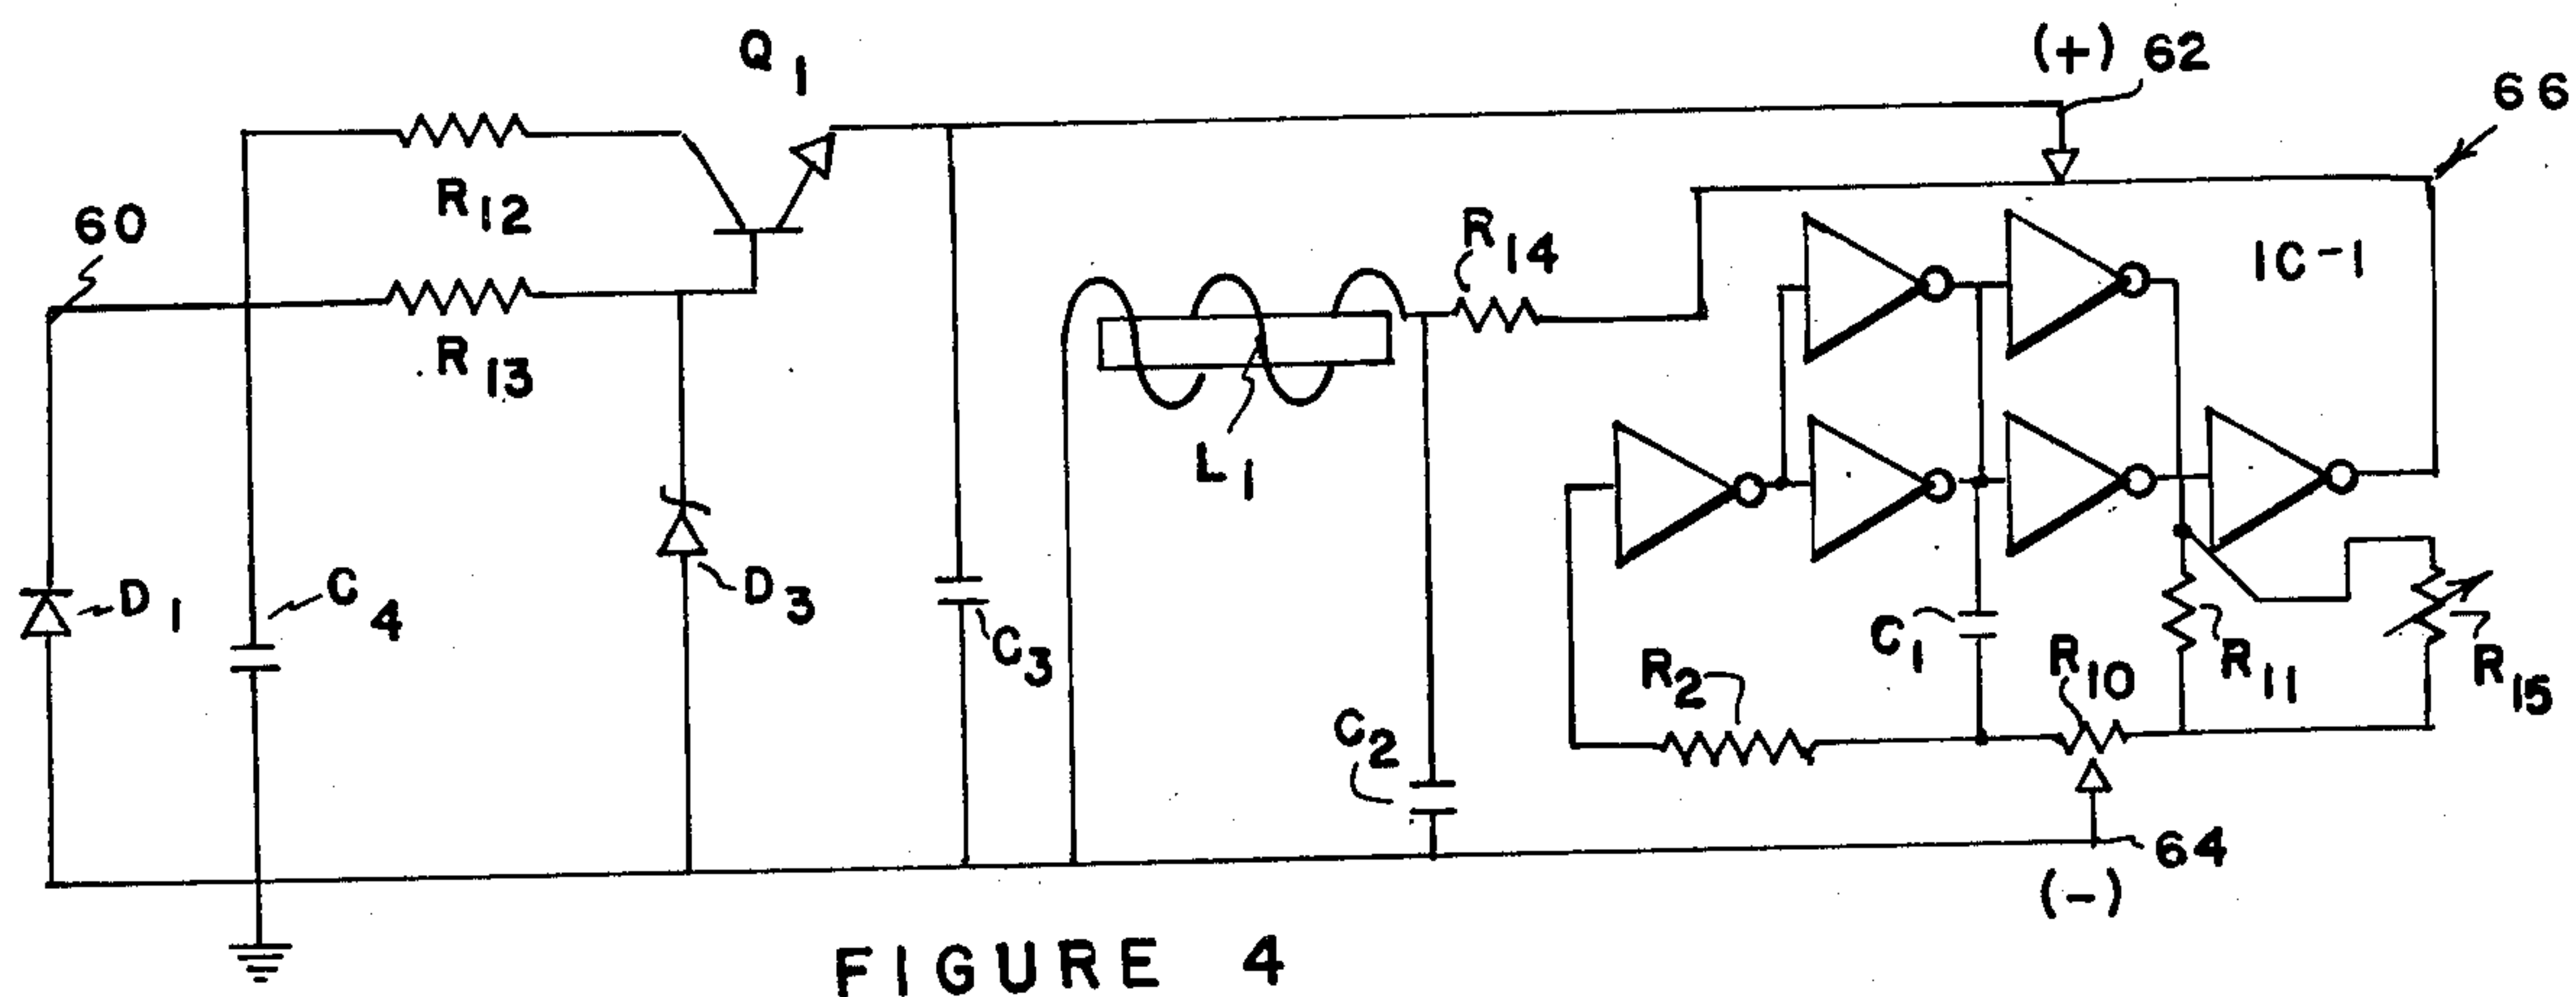 Q1
(+) 62
66
R12
60
R14
IC-1
R13
L1
D1
C4
D3
C3
C1
R2
R10
R11
R15
C2
64
(-)
FIGURE 4